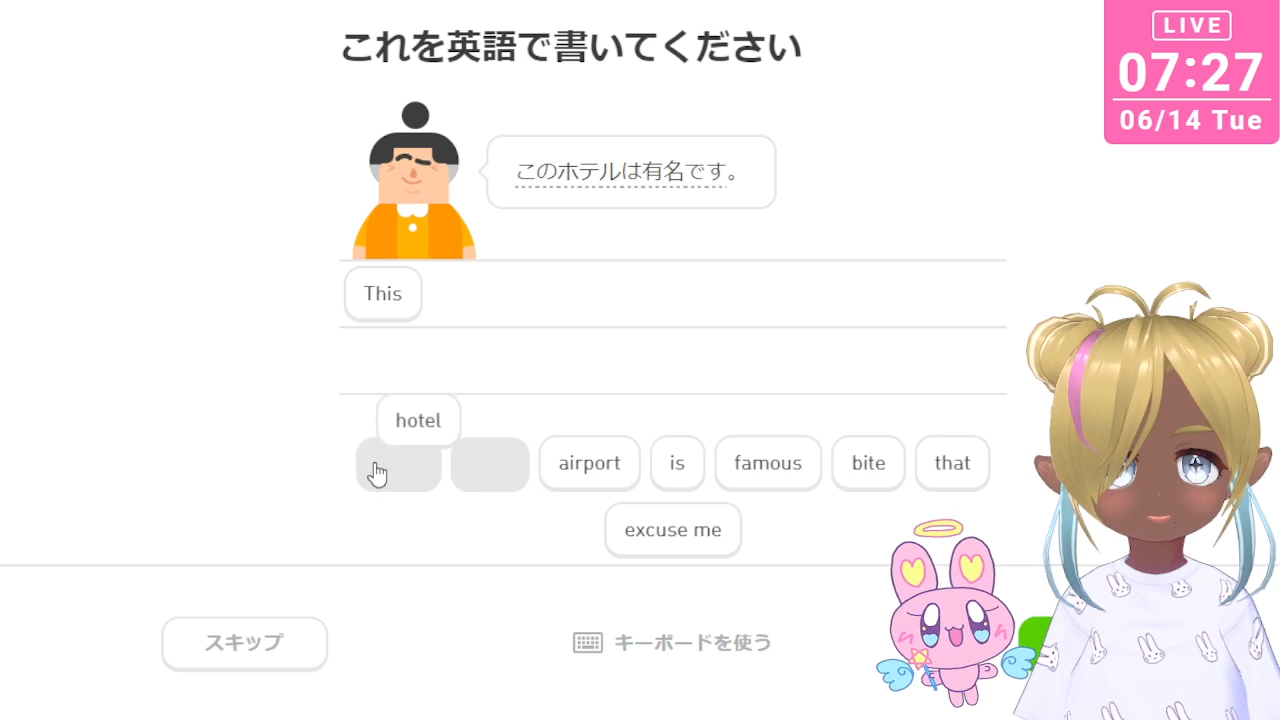 これを英語で書いてください
LIVE
07:27
06/14 Tue
このホテルは有名です。
This
hotel
airport
is
famous
bite
that
excuse me
スキップ
キーボードを使う